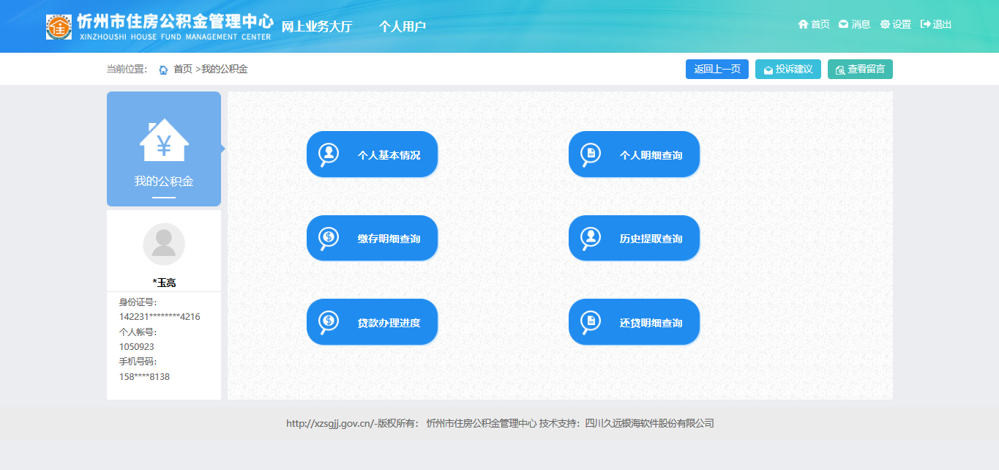 忻州市住房公积金管理中心
XINZHOUSHI HOUSE FUND MANAGEMENT CENTER
网上业务大厅 个人用户
首页 消息 设置 退出
当前位置： 首页 >我的公积金
返回上一页 投诉建议 查看留言
¥
我的公积金
*玉亮
身份证号：
142231********4216
个人帐号：
1050923
手机号码：
158****8138
个人基本情况 个人明细查询
缴存明细查询 历史提取查询
贷款办理进度 还贷明细查询
http://xzsgjj.gov.cn/-版权所有： 忻州市住房公积金管理中心 技术支持：四川久远银海软件股份有限公司